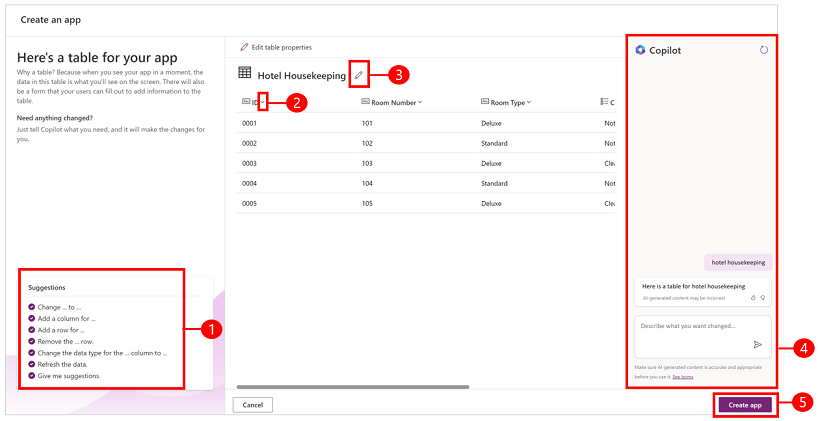 Create an app
Here's a table for your app
Why a table? Because when you see your app in a moment, the
data in this table is what you'll see on the screen. There will also
be a form that your users can fill out to add information to the
table.
Need anything changed?
Just tell Copilot what you need, and it will make the changes for
you.
Suggestions
Change ... to ...
Add a column for ...
Add a row for ...
Remove the ... row.
Change the data type for the ... column to ...
Refresh the data.
Give me suggestions.
1
Edit table properties
Hotel Housekeeping
3
2
Abc ID Abc Room Number Abc Room Type C
0001 101 Deluxe Not
0002 102 Standard Not
0003 103 Deluxe Clea
0004 104 Standard Not
0005 105 Deluxe Clea
Cancel
Copilot
hotel housekeeping
Here is a table for hotel housekeeping
AI-generated content may be incorrect
Describe what you want changed...
4
Make sure AI-generated content is accurate and appropriate
before you use it. See terms
Create app
5